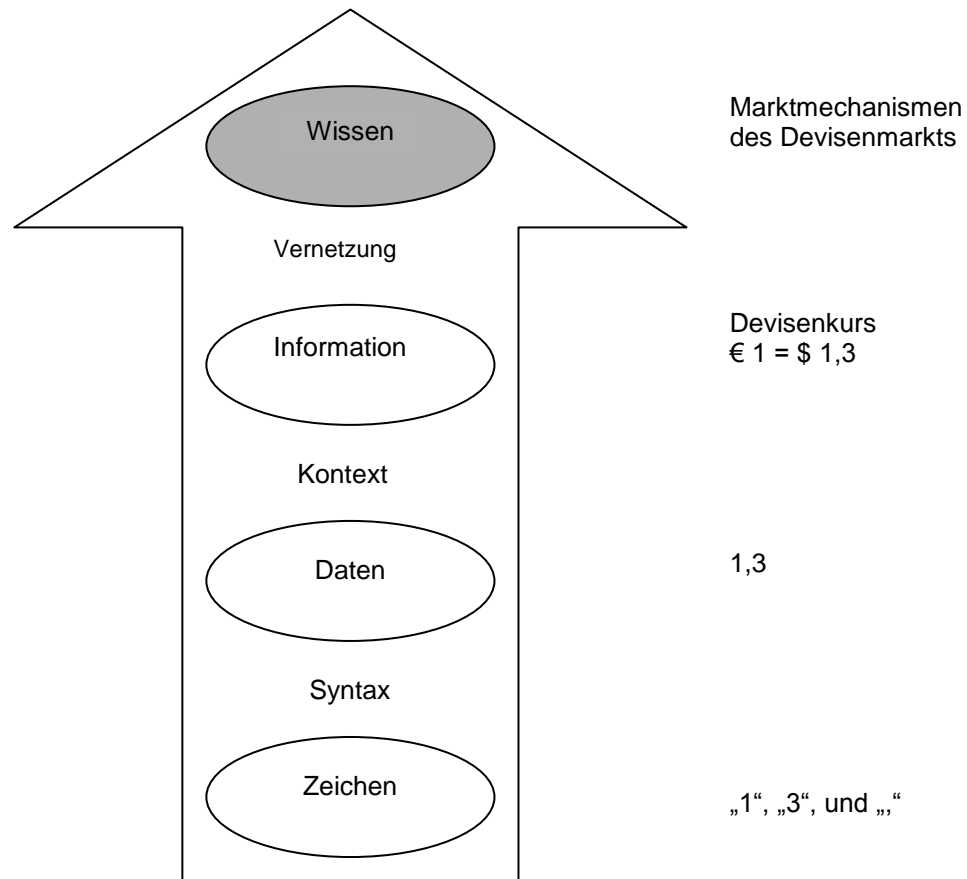 Wissen
Marktmechanismen
des Devisenmarkts
Vernetzung
Information
Devisenkurs
€ 1 = $ 1,3
Kontext
Daten
1,3
Syntax
Zeichen
„1“, „3“, und „,“